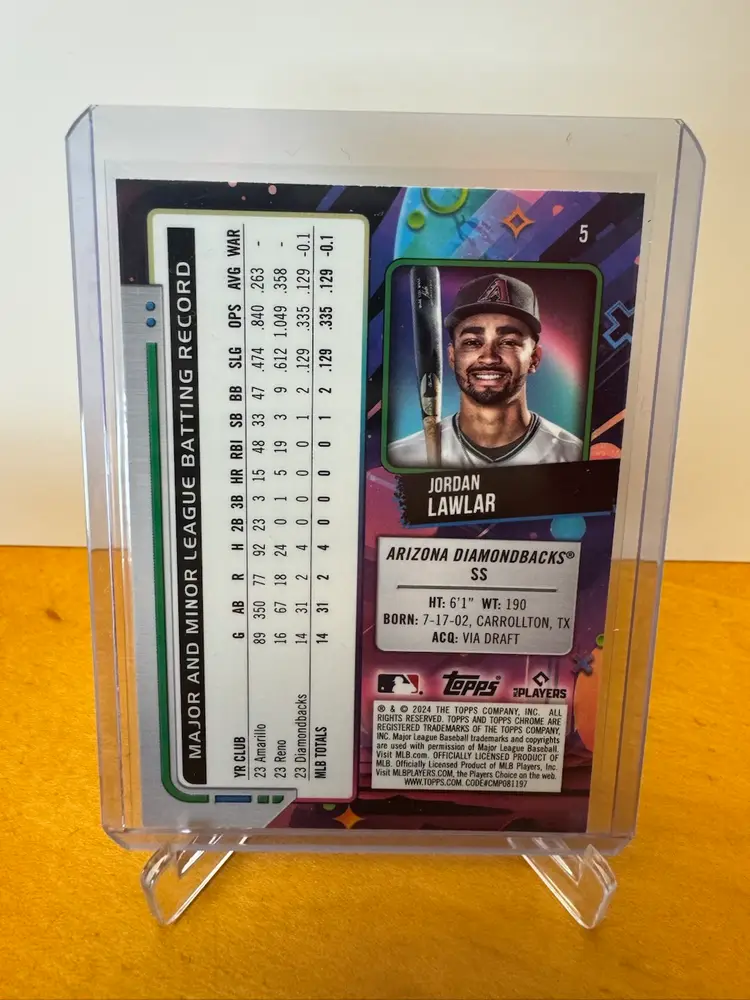 5
JORDAN
LAWLAR
ARIZONA DIAMONDBACKS®
SS
HT: 6'1" WT: 190
BORN: 7-17-02, CARROLLTON, TX
ACQ: VIA DRAFT
Topps
PLAYERS
® & © 2024 THE TOPPS COMPANY, INC. ALL
RIGHTS RESERVED. TOPPS AND TOPPS CHROME ARE
REGISTERED TRADEMARKS OF THE TOPPS COMPANY,
INC. Major League Baseball trademarks and copyrights
are used with permission of Major League Baseball.
Visit MLB.com. OFFICIALLY LICENSED PRODUCT OF
MLB. Officially Licensed Product of MLB Players, Inc.
Visit MLBPLAYERS.COM, the Players Choice on the web.
WWW.TOPPS.COM. CODE#CMP081197
MAJOR AND MINOR LEAGUE BATTING RECORD
YR CLUB G AB R H 2B 3B HR RBI SB BB SLG OPS AVG WAR
23 Amarillo 89 350 77 92 23 3 15 48 33 47 .474 .840 .263 -
23 Reno 16 67 18 24 0 1 5 19 3 9 .612 1.049 .358 -
23 Diamondbacks 14 31 2 4 0 0 0 0 1 2 .129 .335 .129 -0.1
MLB TOTALS 14 31 2 4 0 0 0 0 1 2 .129 .335 .129 -0.1